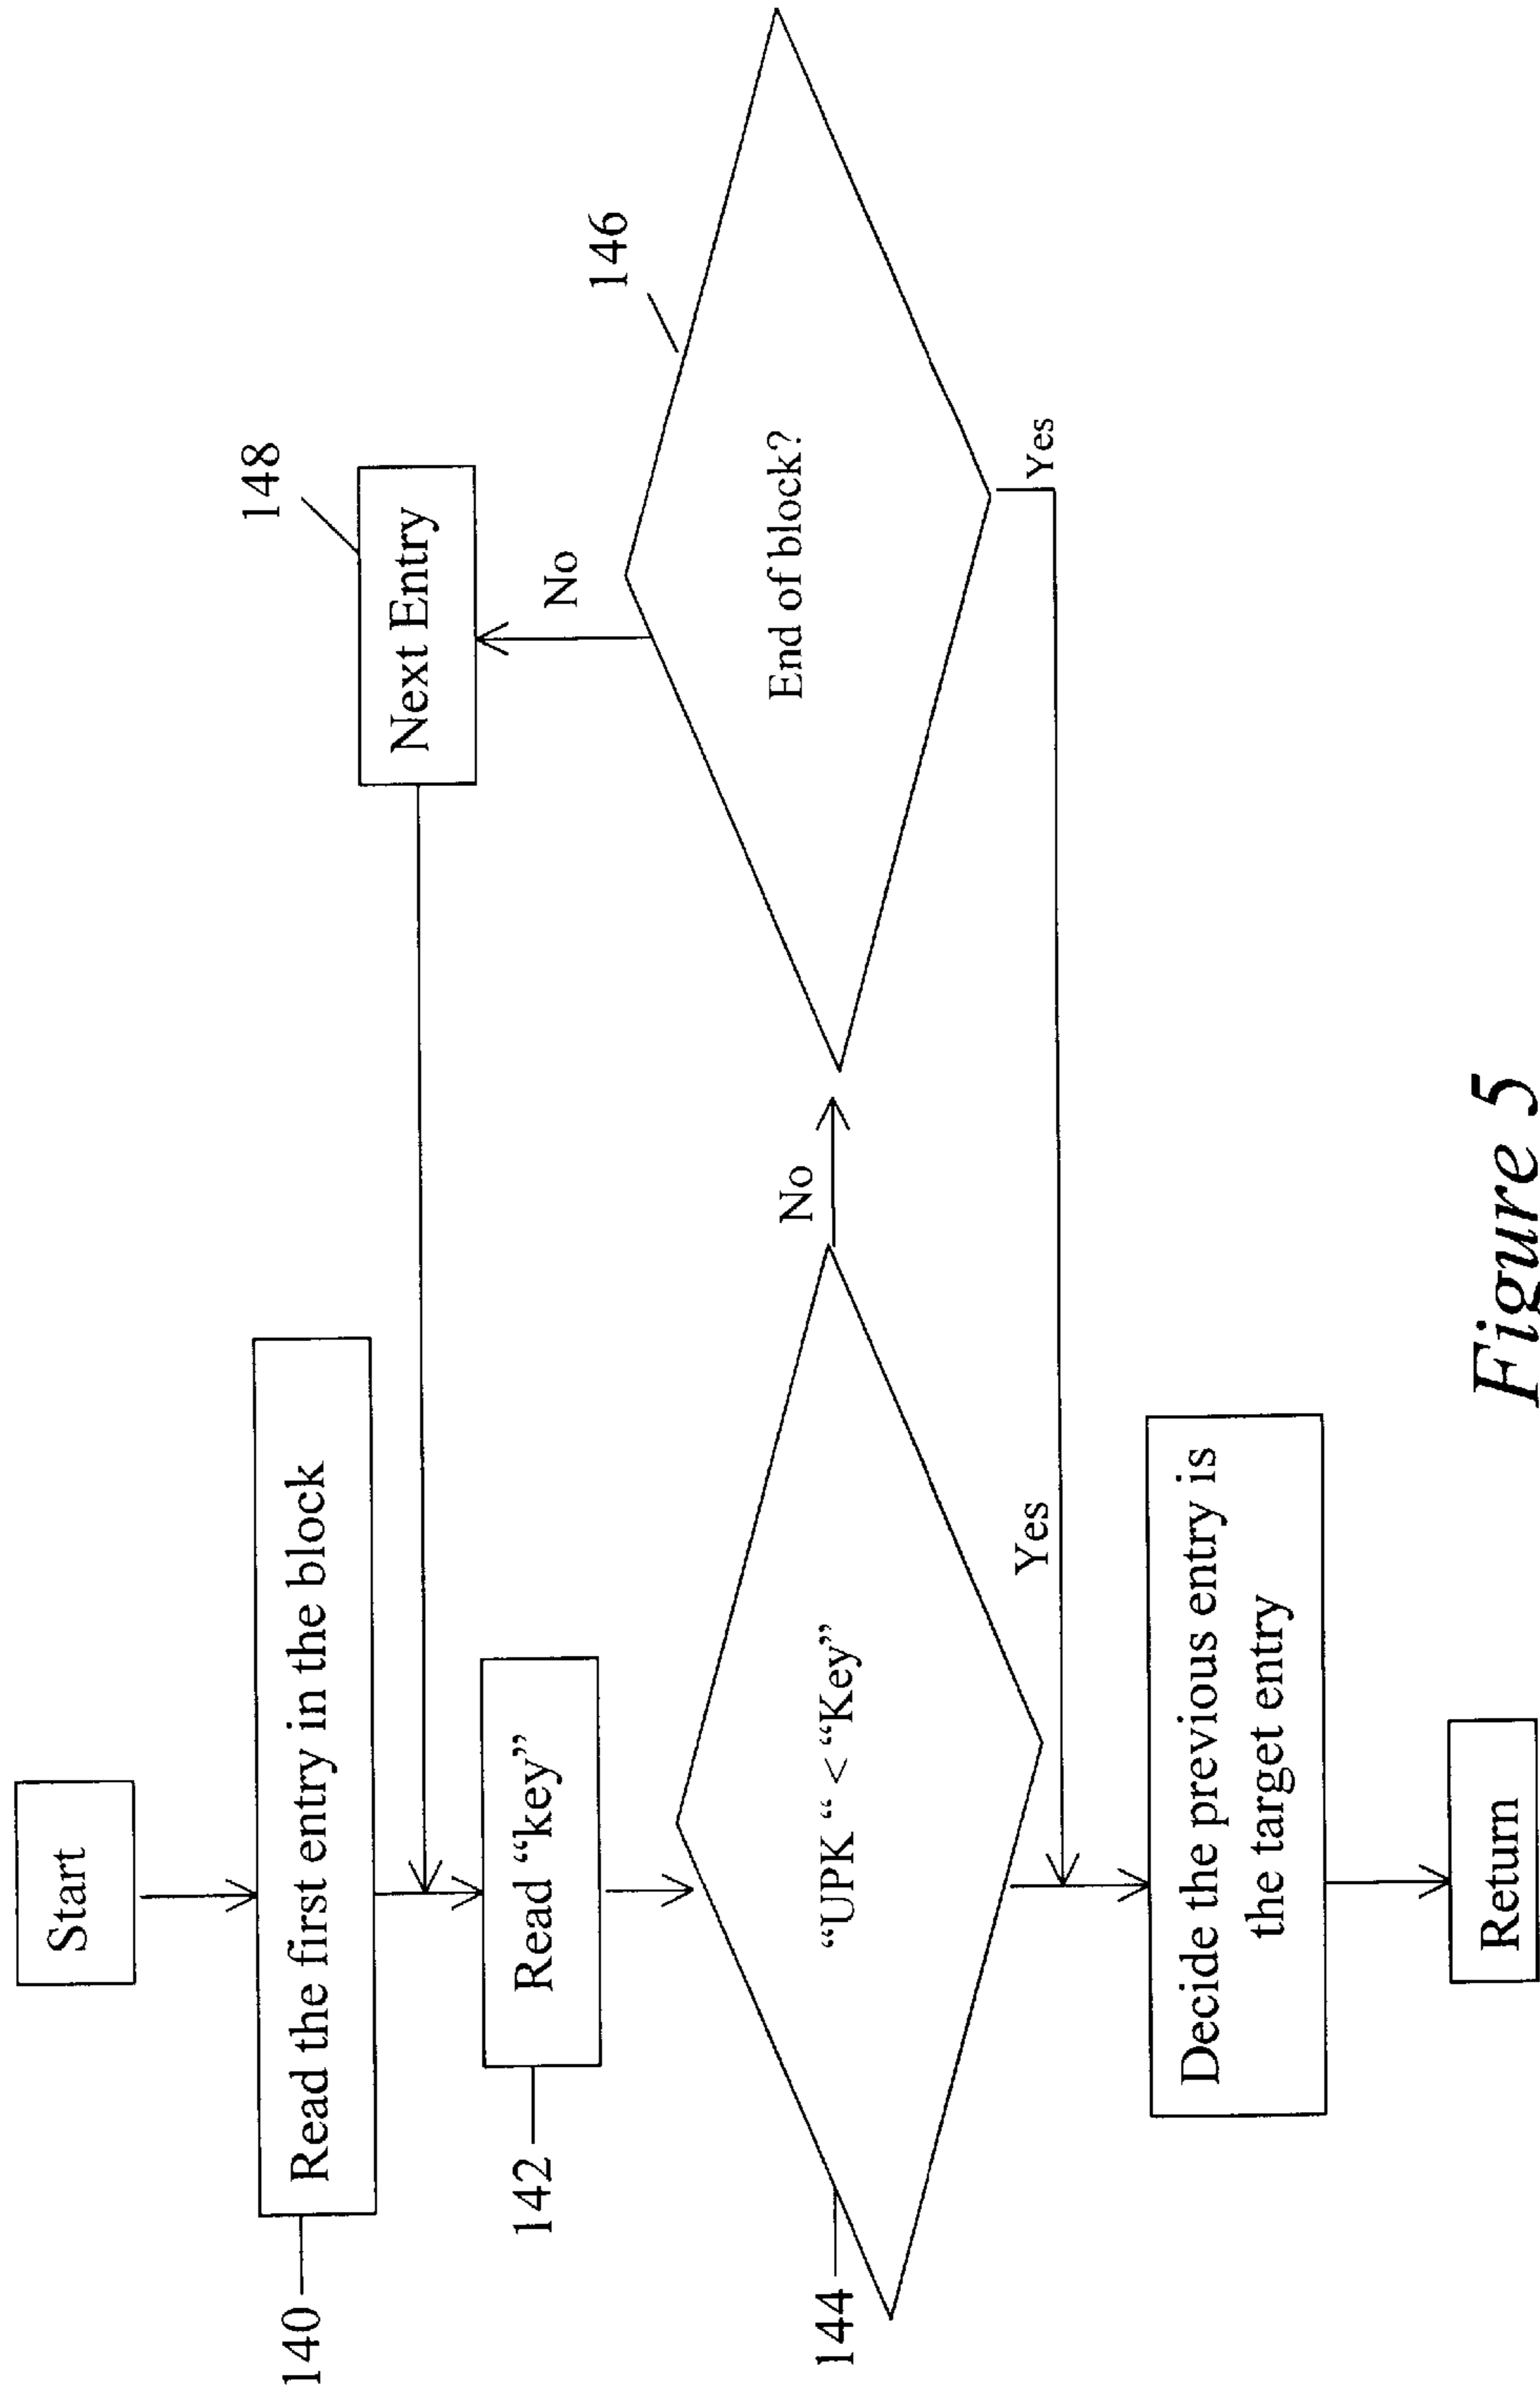 Start
140
Read the first entry in the block
148
Next Entry
142
Read “key”
No
146
144
“UPK “ < “Key”
No
End of block?
Yes
Yes
Decide the previous entry is
the target entry
Return
Figure 5